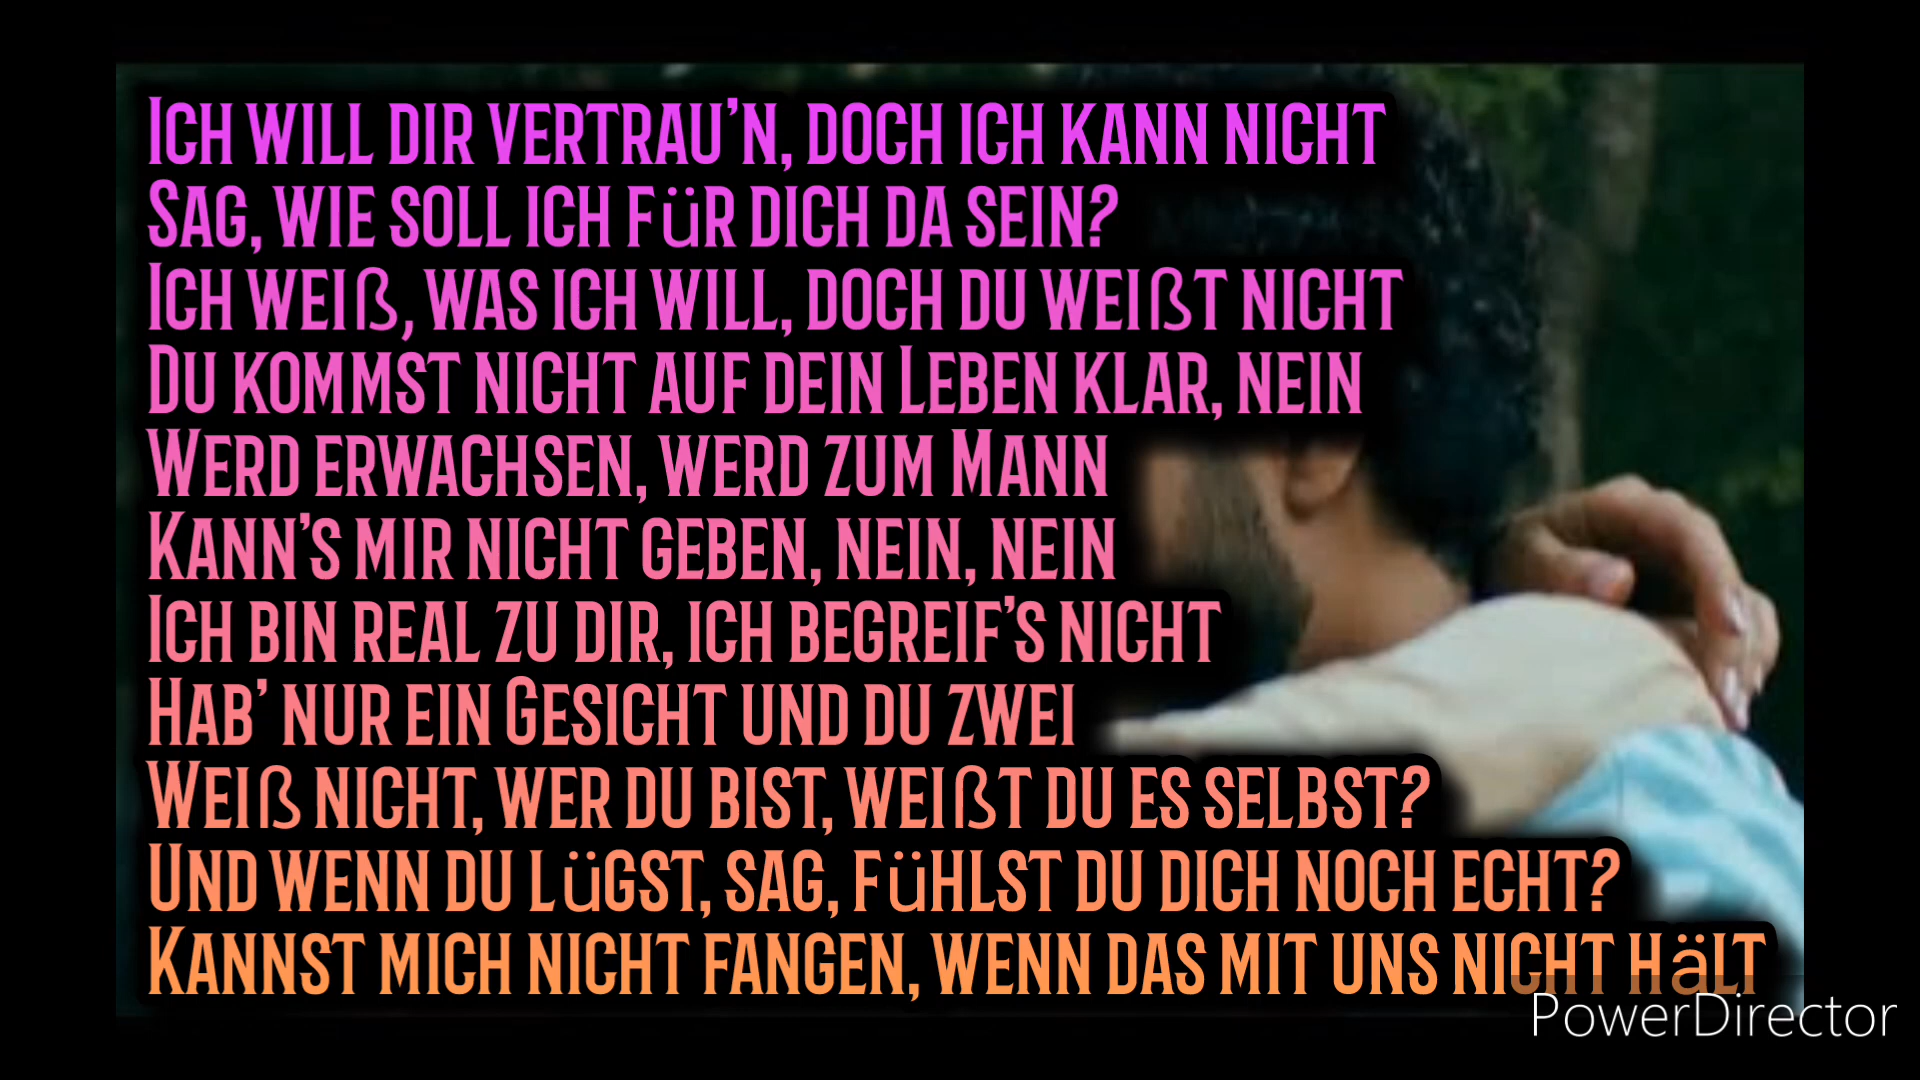 Ich will dir vertrau'n, doch ich kann nicht
Sag, wie soll ich für dich da sein?
Ich weiß, was ich will, doch du weißt nicht
Du kommst nicht auf dein Leben klar, nein
Werd erwachsen, werd zum Mann
Kann's mir nicht geben, nein, nein
Ich bin real zu dir, ich begreif's nicht
Hab' nur ein Gesicht und du zwei
Weiß nicht, wer du bist, weißt du es selbst?
Und wenn du lügst, sag, fühlst du dich noch echt?
Kannst mich nicht fangen, wenn das mit uns nicht hält
PowerDirector